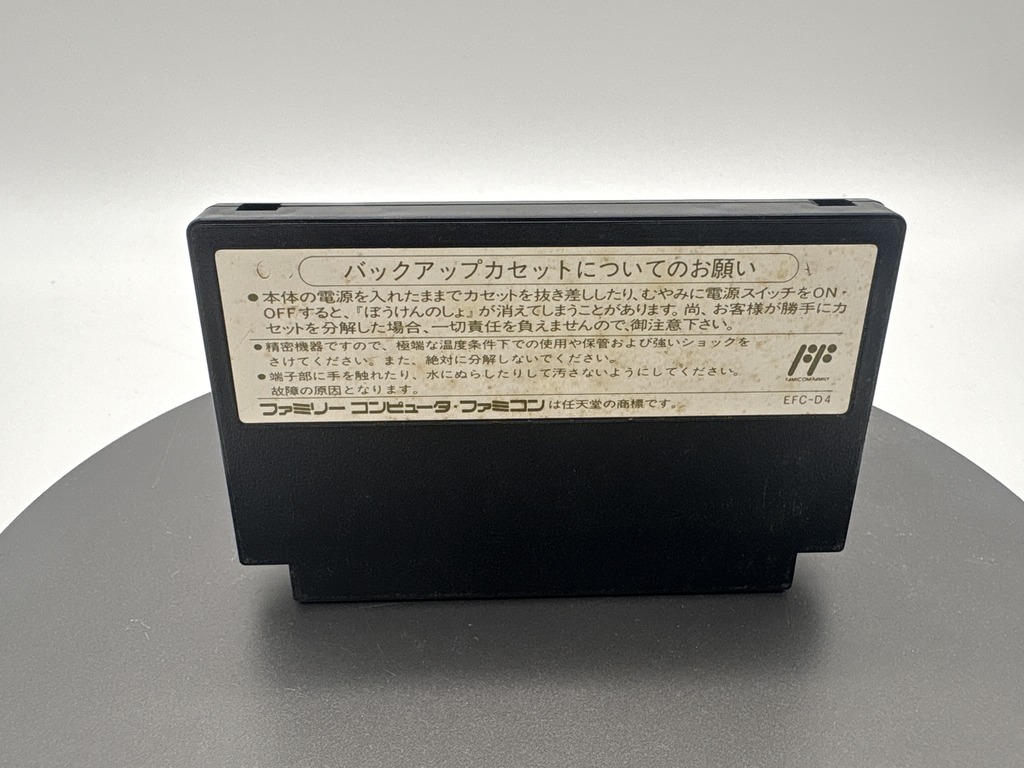 バックアップカセットについてのお願い
●本体の電源を入れたままでカセットを抜き差ししたり、むやみに電源スイッチをON・
OFFすると、『ぼうけんのしょ』が消えてしまうことがあります。尚、お客様が勝手にカ
セットを分解した場合、一切責任を負えませんので、御注意下さい。
●精密機器ですので、極端な温度条件下での使用や保管および強いショックを
さけてください。また、絶対に分解しないでください。
●端子部に手を触れたり、水にぬらしたりして汚さないようにしてください。
故障の原因となります。
ファミリーコンピュータ・ファミコンは任天堂の商標です。
EFC-D4